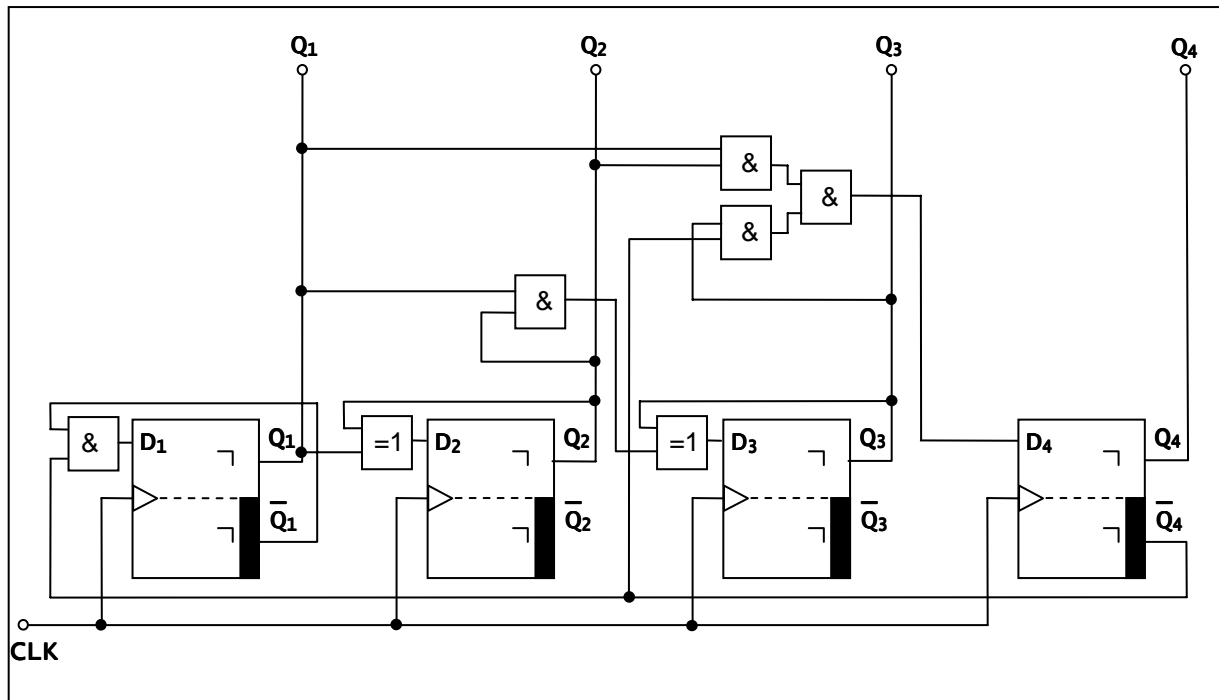 Q1 Q2 Q3 Q4
&
&
&
&
& D1 Q1 =1 D2 Q2 =1 D3 Q3 D4 Q4
Q̅1 Q̅2 Q̅3 Q̅4
CLK